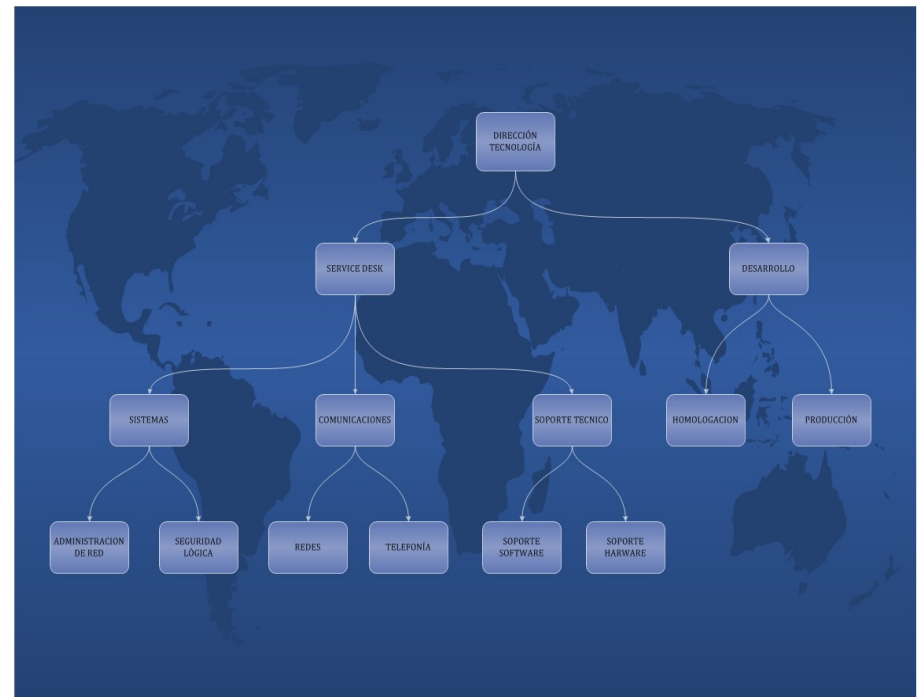 DIRECCIÓN
TECNOLOGÍA
SERVICE DESK
DESARROLLO
SISTEMAS
COMUNICACIONES
SOPORTE TECNICO
HOMOLOGACION
PRODUCCIÓN
ADMINISTRACION
DE RED
SEGURIDAD
LÓGICA
REDES
TELEFONÍA
SOPORTE
SOFTWARE
SOPORTE
HARWARE